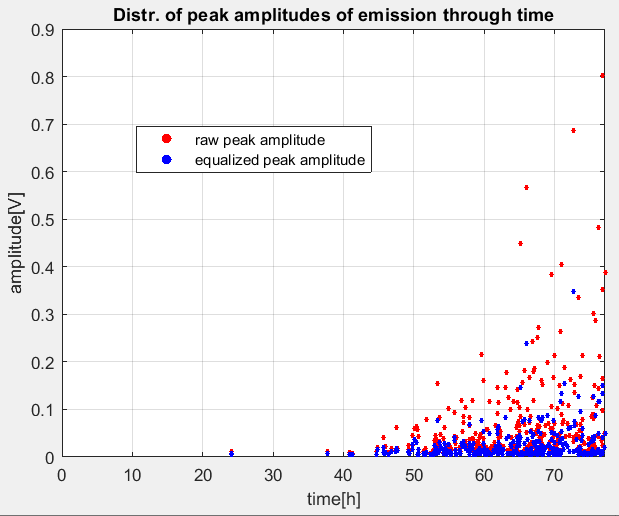 Distr. of peak amplitudes of emission through time
0.9
0.8
0.7
0.6
0.5
0.4
0.3
0.2
0.1
0
raw peak amplitude
equalized peak amplitude
amplitude[V]
0 10 20 30 40 50 60 70
time[h]